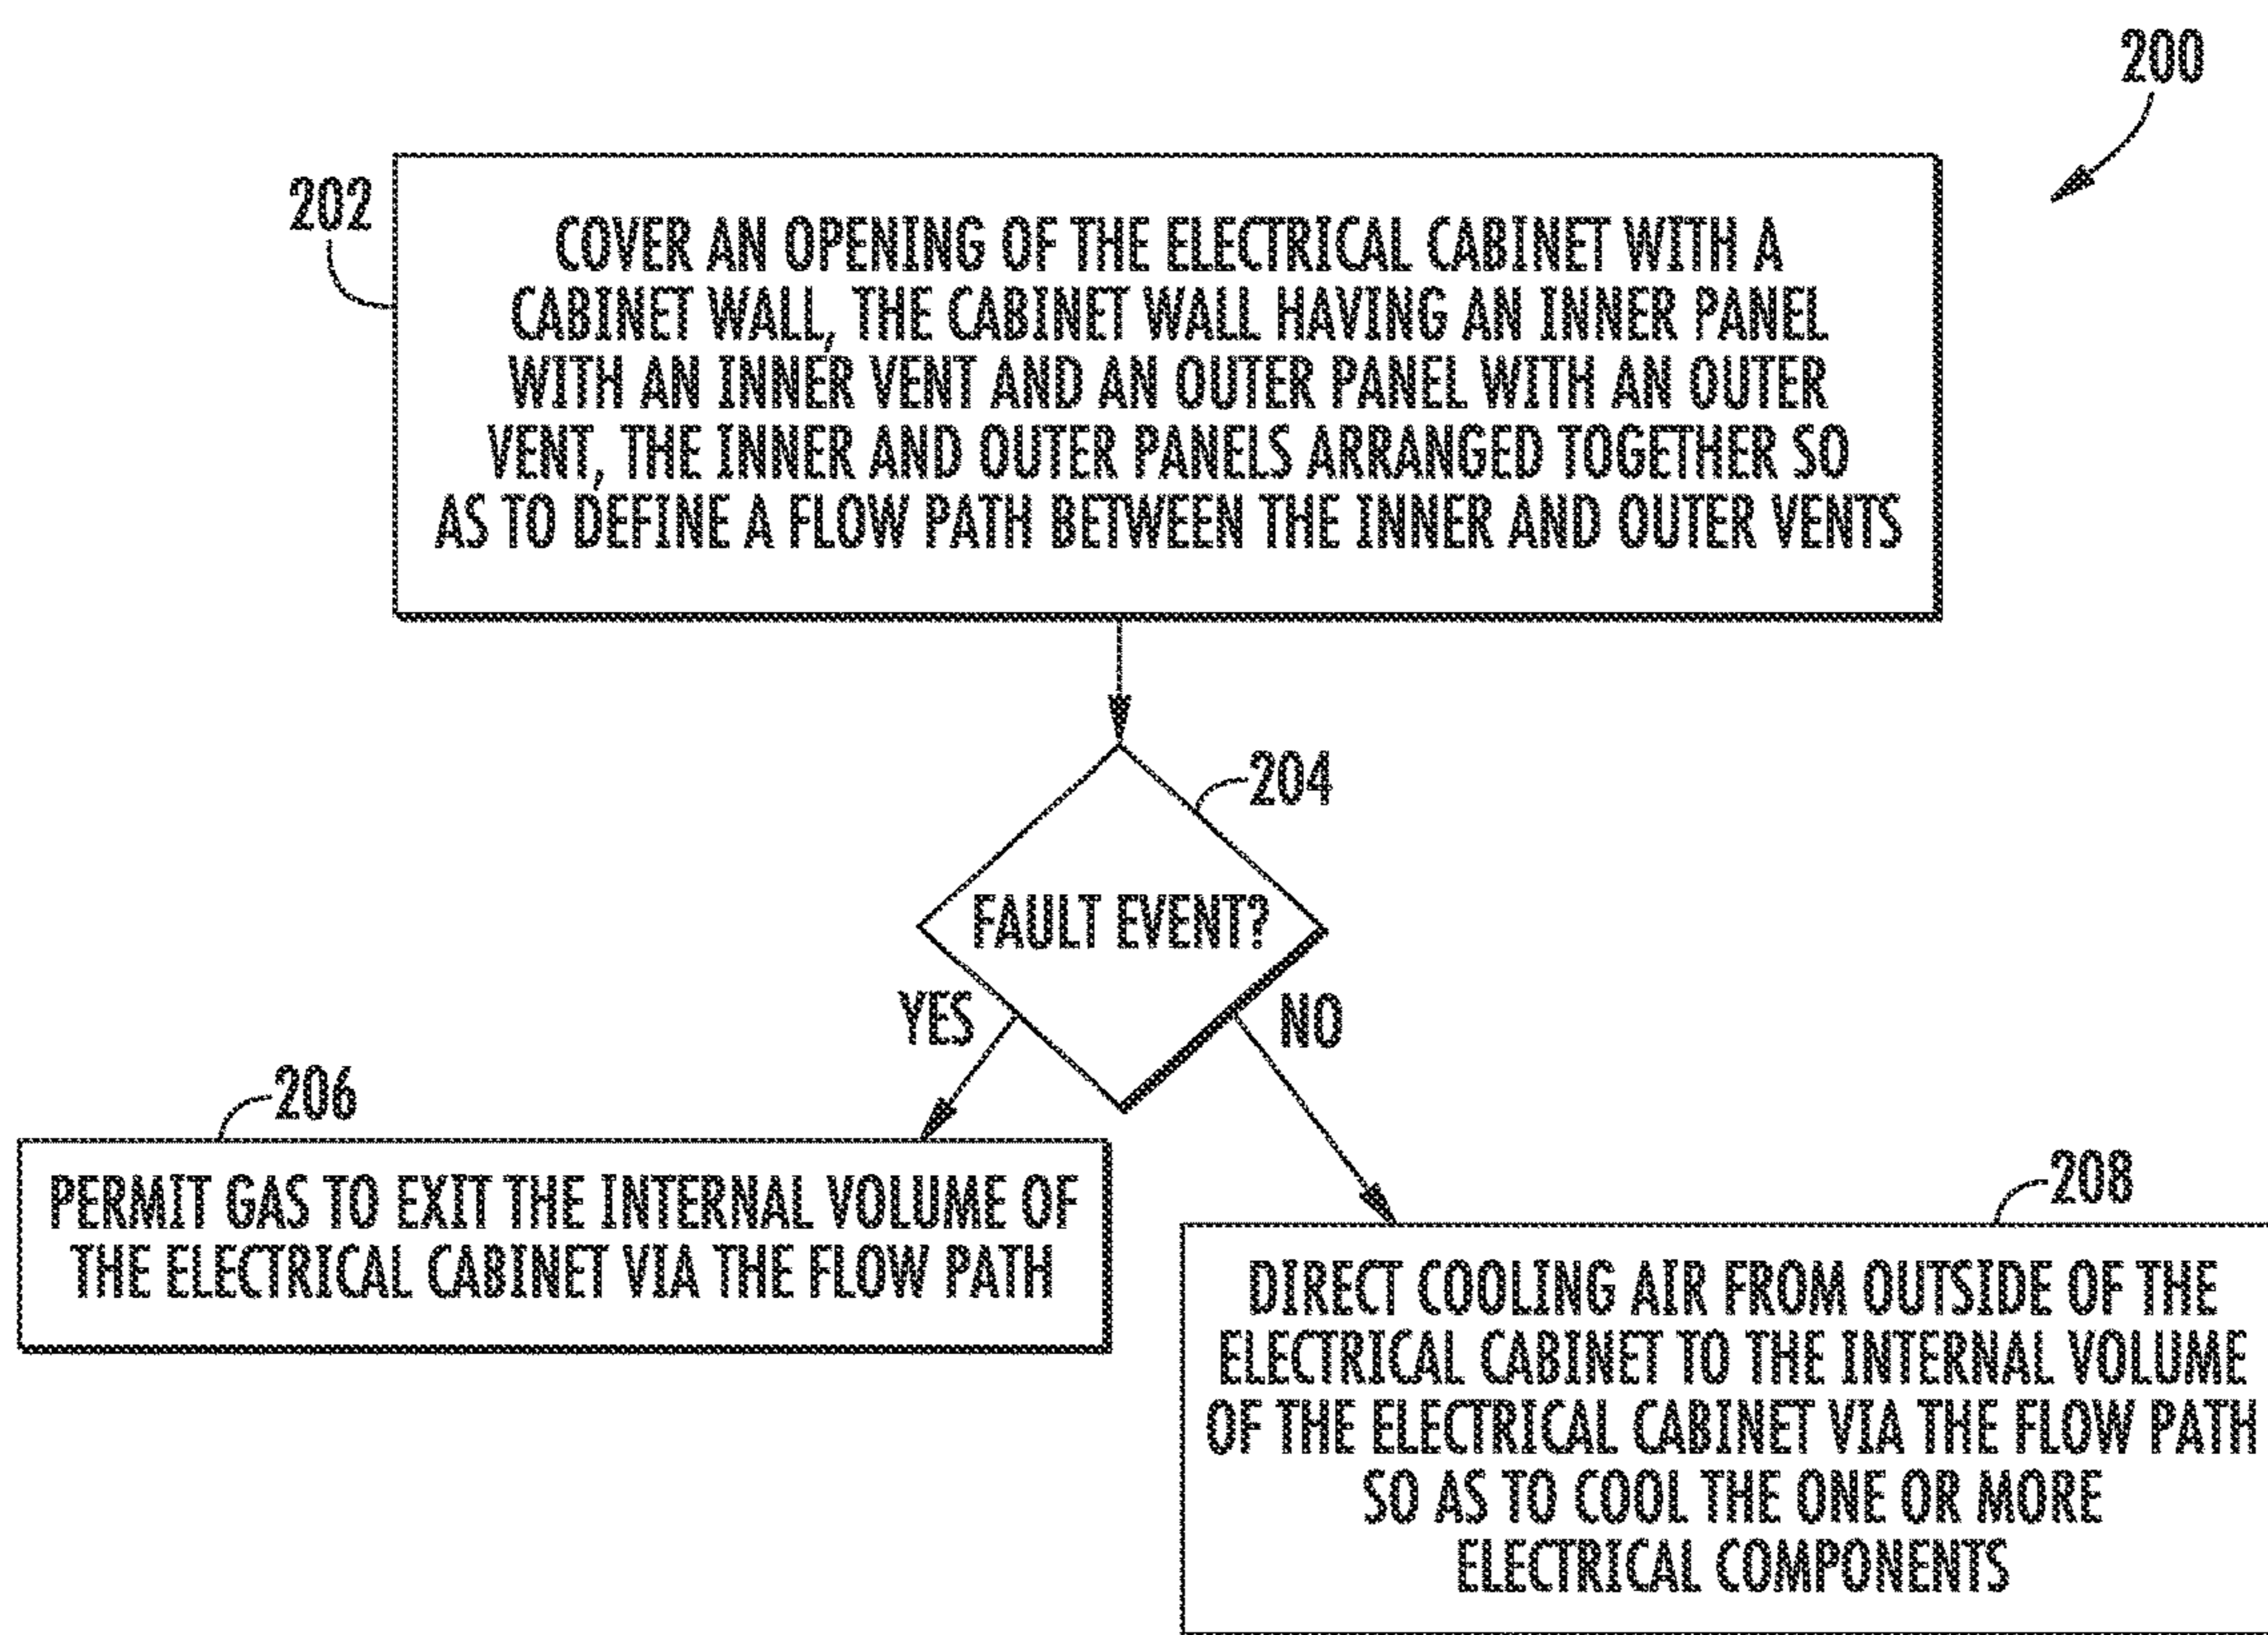 200
202
COVER AN OPENING OF THE ELECTRICAL CABINET WITH A
CABINET WALL, THE CABINET WALL HAVING AN INNER PANEL
WITH AN INNER VENT AND AN OUTER PANEL WITH AN OUTER
VENT, THE INNER AND OUTER PANELS ARRANGED TOGETHER SO
AS TO DEFINE A FLOW PATH BETWEEN THE INNER AND OUTER VENTS
204
FAULT EVENT?
YES
NO
206
PERMIT GAS TO EXIT THE INTERNAL VOLUME OF
THE ELECTRICAL CABINET VIA THE FLOW PATH
208
DIRECT COOLING AIR FROM OUTSIDE OF THE
ELECTRICAL CABINET TO THE INTERNAL VOLUME
OF THE ELECTRICAL CABINET VIA THE FLOW PATH
SO AS TO COOL THE ONE OR MORE
ELECTRICAL COMPONENTS